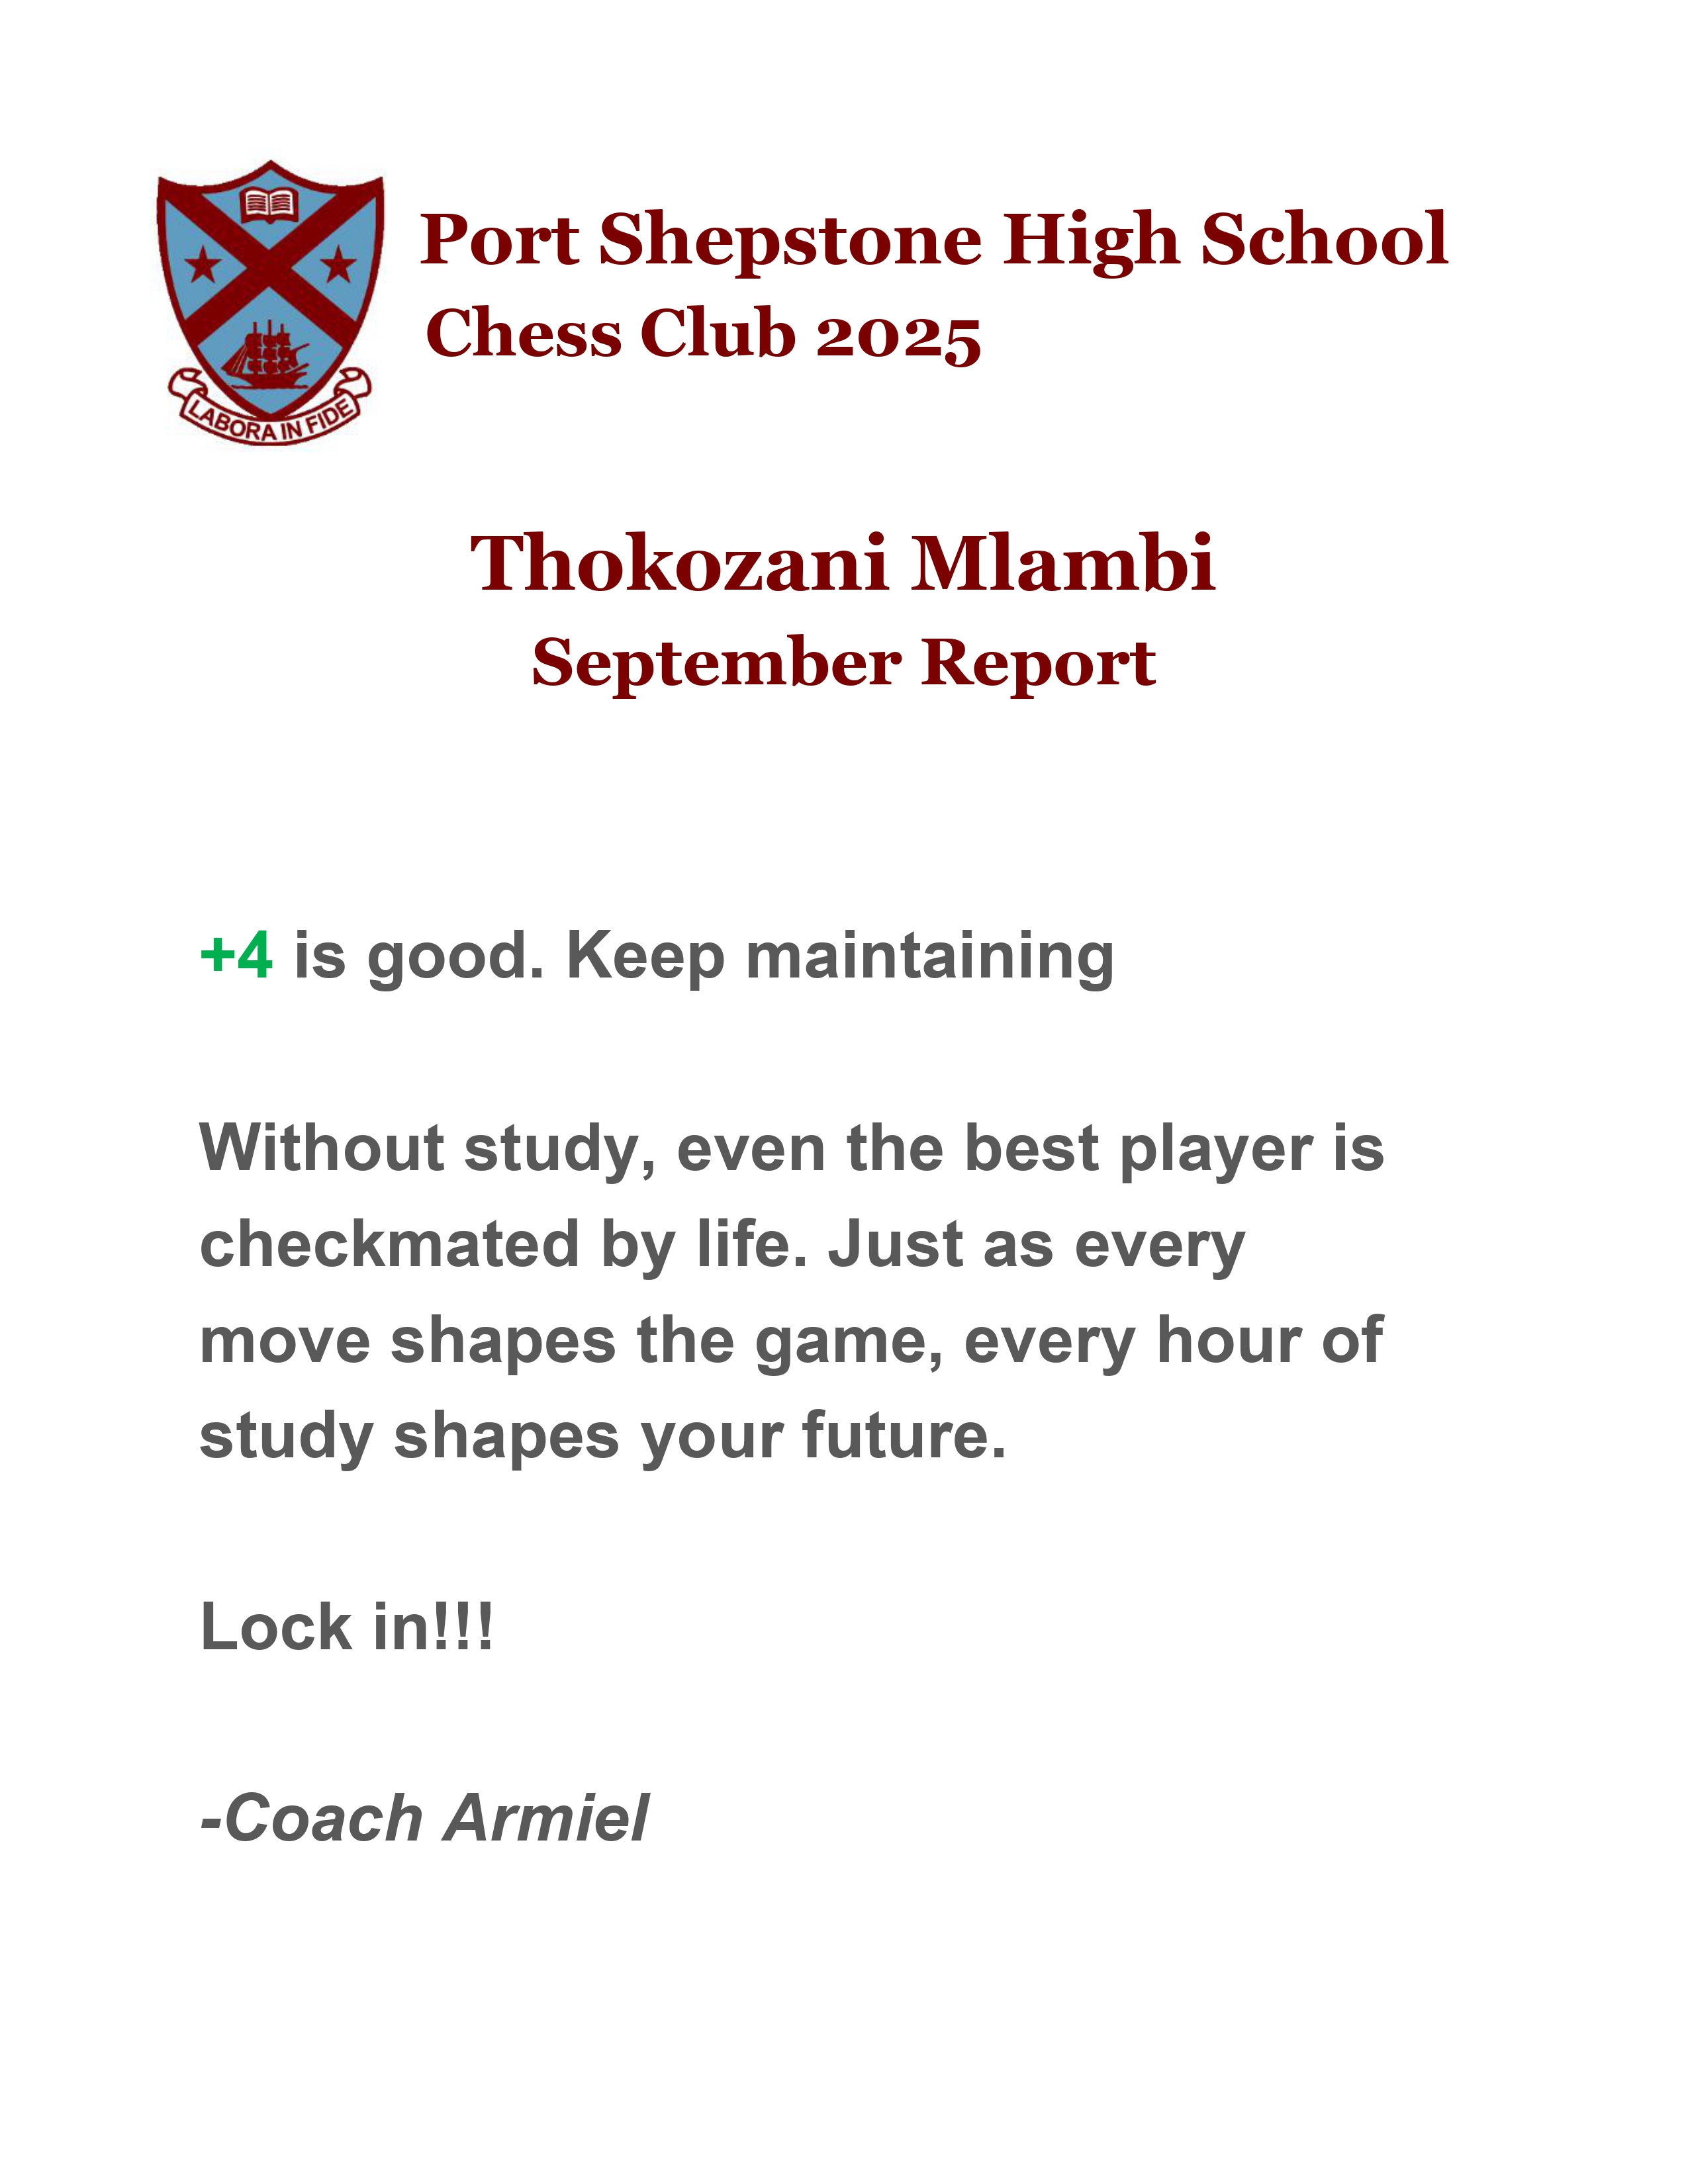 Port Shepstone High School
Chess Club 2025
LABORA IN FIDE
Thokozani Mlambi
September Report
+4 is good. Keep maintaining
Without study, even the best player is
checkmated by life. Just as every
move shapes the game, every hour of
study shapes your future.
Lock in!!!
-Coach Armiel